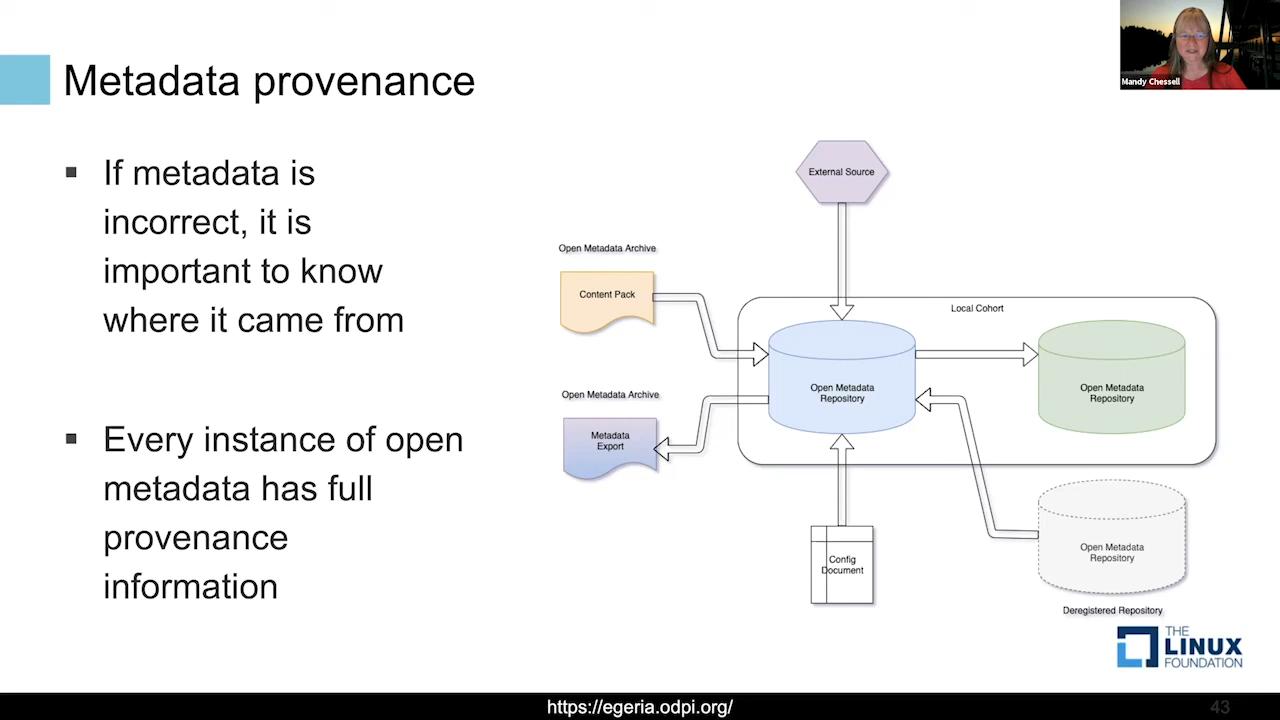 Metadata provenance
Mandy Chessell
If metadata is
incorrect, it is
important to know
where it came from
Every instance of open
metadata has full
provenance
information
External Source
Open Metadata Archive
Content Pack
Local Cohort
Open Metadata
Repository
Open Metadata
Repository
Open Metadata Archive
Metadata
Export
Config
Document
Open Metadata
Repository
Deregistered Repository
THE
LINUX
FOUNDATION
https://egeria.odpi.org/
43